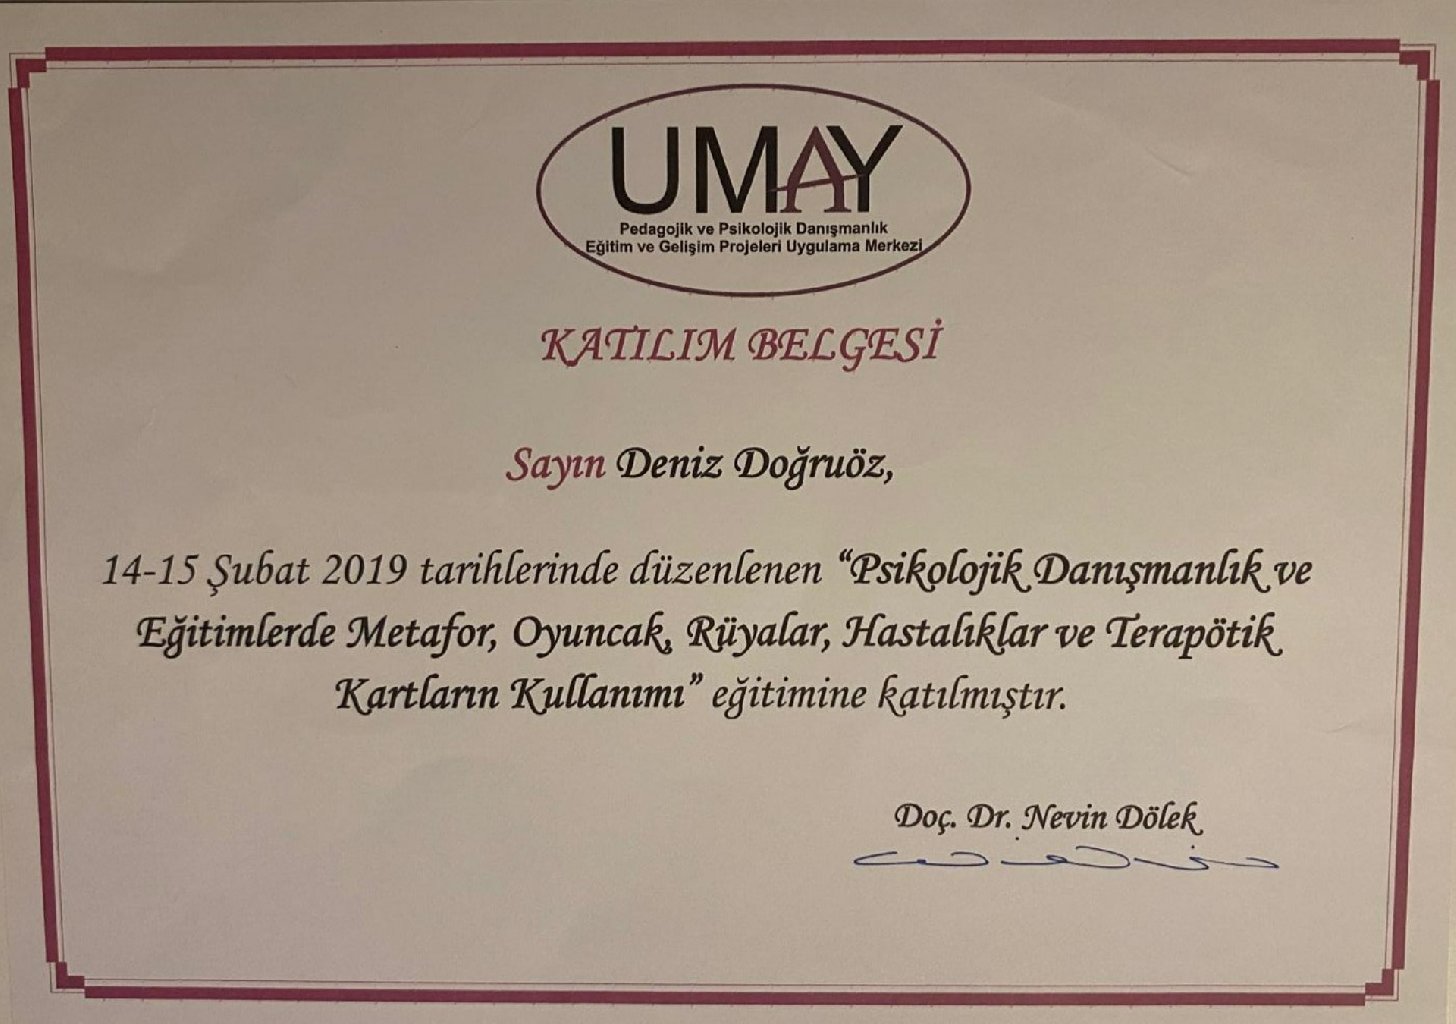 UMAY
Pedagojik ve Psikolojik Danışmanlık
Eğitim ve Gelişim Projeleri Uygulama Merkezi
KATILIM BELGESİ
Sayın Deniz Doğruöz,
14-15 Şubat 2019 tarihlerinde düzenlenen “Psikolojik Danışmanlık ve
Eğitimlerde Metafor, Oyuncak, Rüyalar, Hastalıklar ve Terapötik
Kartların Kullanımı” eğitimine katılmıştır.
Doç. Dr. Nevin Dölek